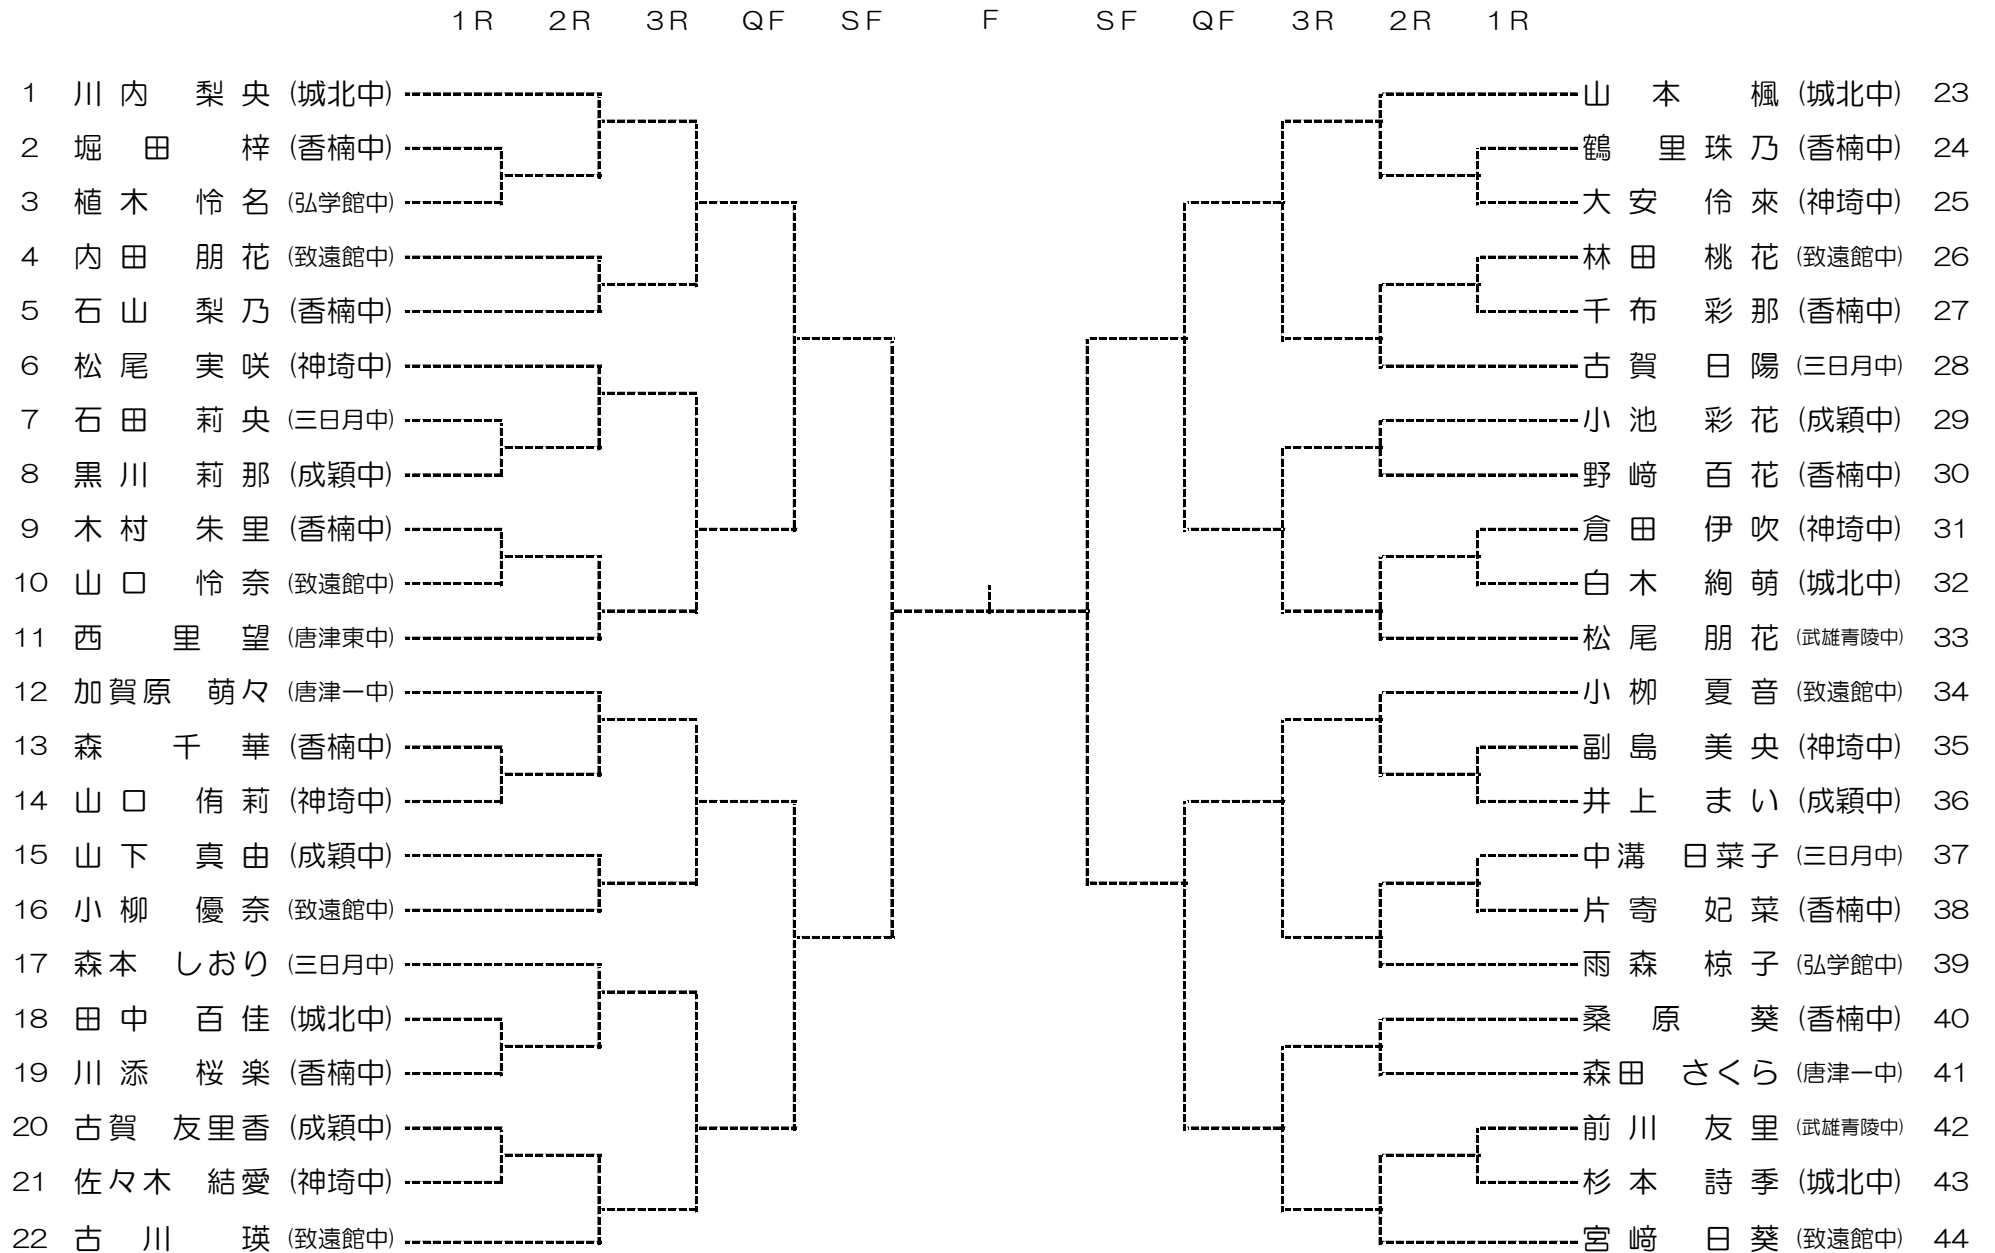 1R 2R 3R QF SF F SF QF 3R 2R 1R
1 川内 梨央 (城北中) 山本 楓 (城北中) 23
2 堀田 梓 (香楠中) 鶴 里珠乃 (香楠中) 24
3 植木 怜名 (弘学館中) 大安 伶來 (神埼中) 25
4 内田 朋花 (致遠館中) 林田 桃花 (致遠館中) 26
5 石山 梨乃 (香楠中) 千布 彩那 (香楠中) 27
6 松尾 実咲 (神埼中) 古賀 日陽 (三日月中) 28
7 石田 莉央 (三日月中) 小池 彩花 (成穎中) 29
8 黒川 莉那 (成穎中) 野﨑 百花 (香楠中) 30
9 木村 朱里 (香楠中) 倉田 伊吹 (神埼中) 31
10 山口 怜奈 (致遠館中) 白木 絢萌 (城北中) 32
11 西 里望 (唐津東中) 松尾 朋花 (武雄青陵中) 33
12 加賀原 萌々 (唐津一中) 小栁 夏音 (致遠館中) 34
13 森 千華 (香楠中) 副島 美央 (神埼中) 35
14 山口 侑莉 (神埼中) 井上 まい (成穎中) 36
15 山下 真由 (成穎中) 中溝 日菜子 (三日月中) 37
16 小柳 優奈 (致遠館中) 片寄 妃菜 (香楠中) 38
17 森本 しおり (三日月中) 雨森 椋子 (弘学館中) 39
18 田中 百佳 (城北中) 桑原 葵 (香楠中) 40
19 川添 桜楽 (香楠中) 森田 さくら (唐津一中) 41
20 古賀 友里香 (成穎中) 前川 友里 (武雄青陵中) 42
21 佐々木 結愛 (神埼中) 杉本 詩季 (城北中) 43
22 古川 瑛 (致遠館中) 宮﨑 日葵 (致遠館中) 44